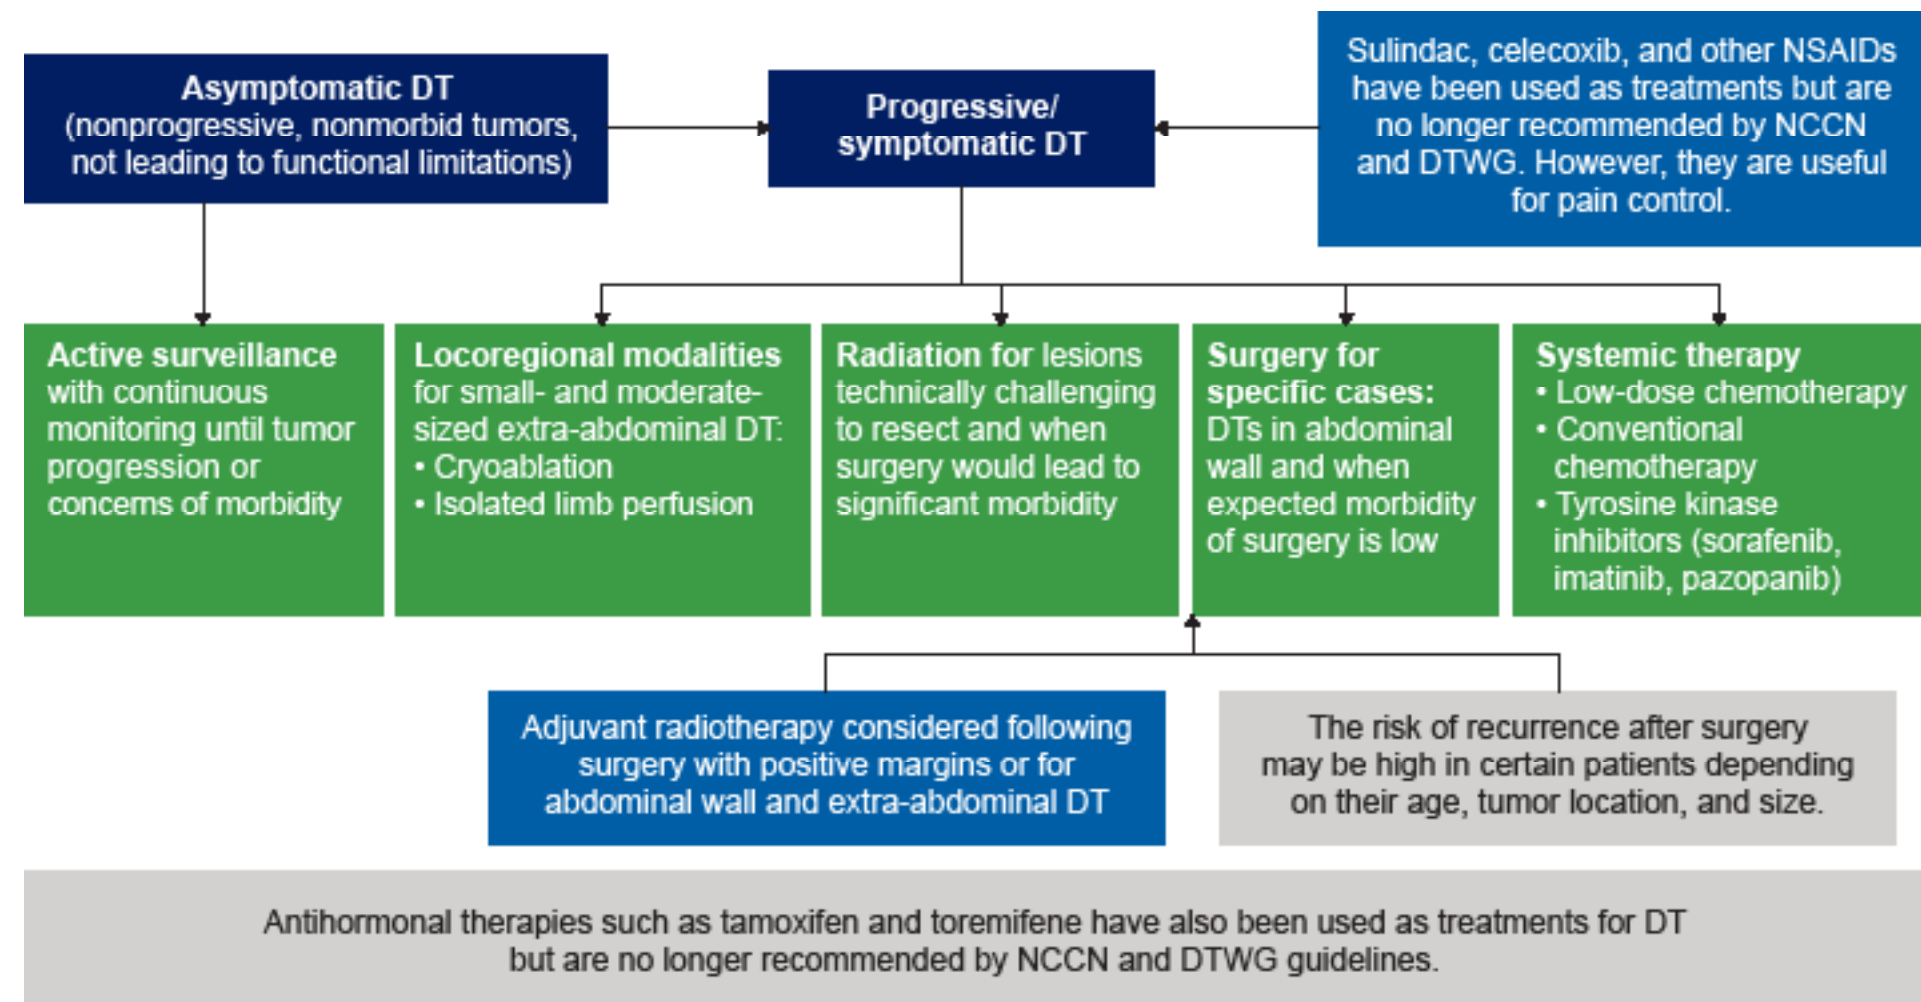 Asymptomatic DT
(nonprogressive, nonmorbid tumors,
not leading to functional limitations)
Progressive/
symptomatic DT
Sulindac, celecoxib, and other NSAIDs
have been used as treatments but are
no longer recommended by NCCN
and DTWG. However, they are useful
for pain control.
Active surveillance
with continuous
monitoring until tumor
progression or
concerns of morbidity
Locoregional modalities
for small- and moderate-
sized extra-abdominal DT:
• Cryoablation
• Isolated limb perfusion
Radiation for lesions
technically challenging
to resect and when
surgery would lead to
significant morbidity
Surgery for
specific cases:
DTs in abdominal
wall and when
expected morbidity
of surgery is low
Systemic therapy
• Low-dose chemotherapy
• Conventional
chemotherapy
• Tyrosine kinase
inhibitors (sorafenib,
imatinib, pazopanib)
Adjuvant radiotherapy considered following
surgery with positive margins or for
abdominal wall and extra-abdominal DT
The risk of recurrence after surgery
may be high in certain patients depending
on their age, tumor location, and size.
Antihormonal therapies such as tamoxifen and toremifene have also been used as treatments for DT
but are no longer recommended by NCCN and DTWG guidelines.